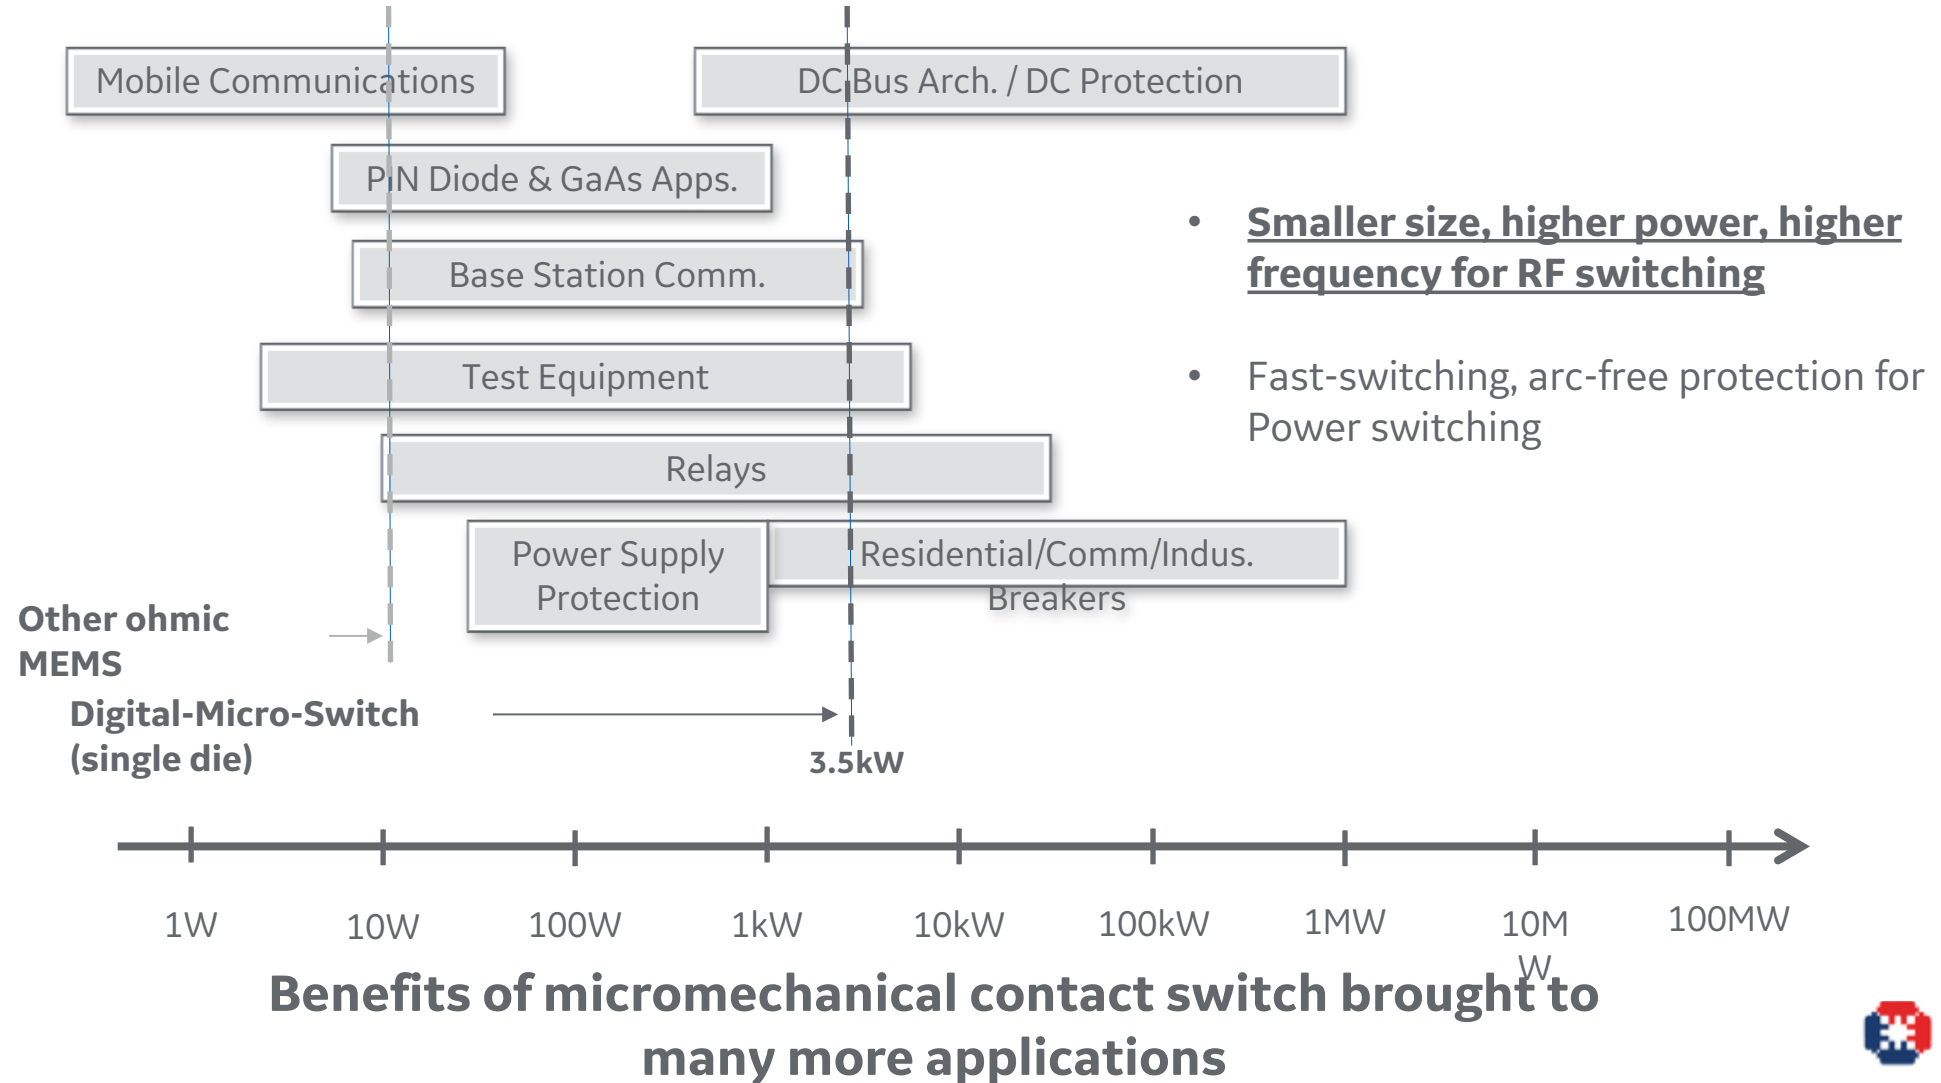 Mobile Communications
DC Bus Arch. / DC Protection
PIN Diode & GaAs Apps.
Base Station Comm.
Test Equipment
Relays
Power Supply
Protection
Residential/Comm/Indus.
Breakers
• Smaller size, higher power, higher
frequency for RF switching
• Fast-switching, arc-free protection for
Power switching
Other ohmic
MEMS
Digital-Micro-Switch
(single die)
3.5kW
1W 10W 100W 1kW 10kW 100kW 1MW 10M 100MW
W
Benefits of micromechanical contact switch brought to
many more applications